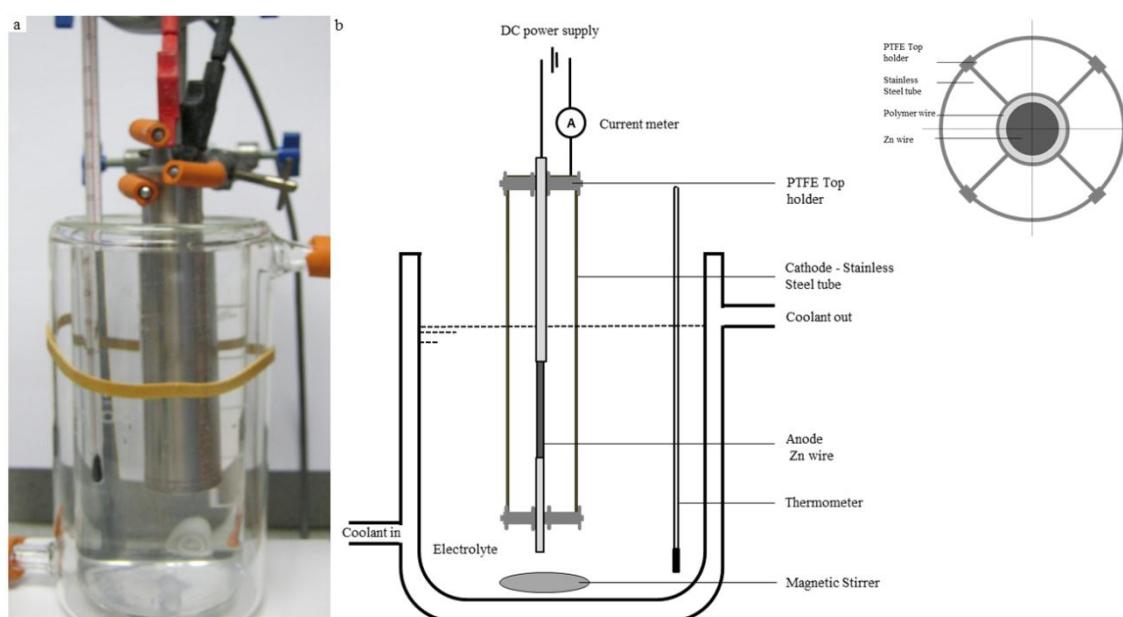 a
b
DC power supply
A
Current meter
PTFE Top
holder
Cathode - Stainless
Steel tube
Coolant out
Anode
Zn wire
Thermometer
Coolant in
Electrolyte
Magnetic Stirrer
PTFE Top
holder
Stainless
Steel tube
Polymer wire
Zn wire